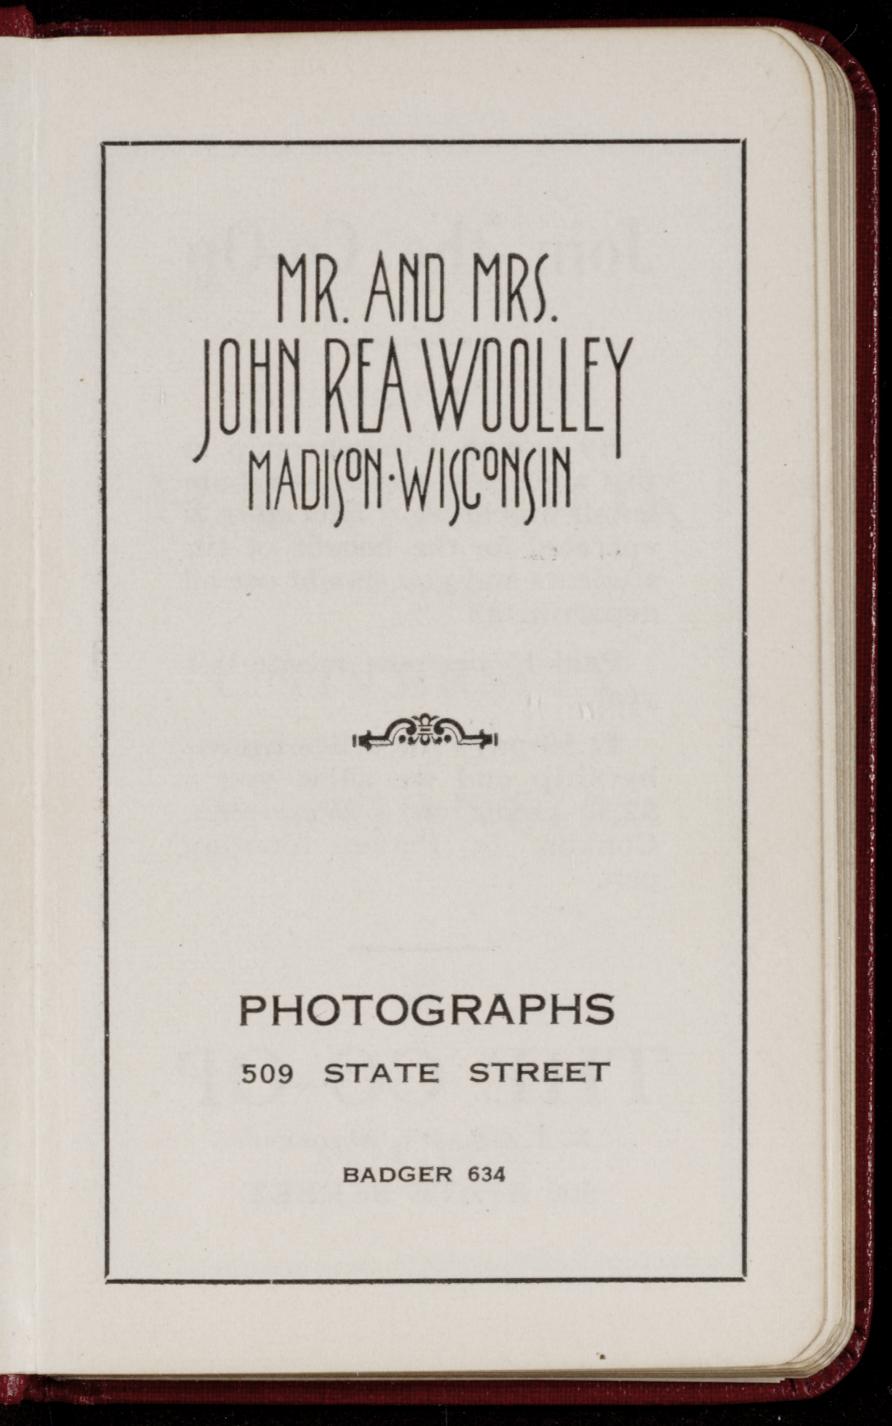 MR. AND MRS.
JOHN REA WOOLLEY
MADISON·WISCONSIN
PHOTOGRAPHS
509 STATE STREET
BADGER 634